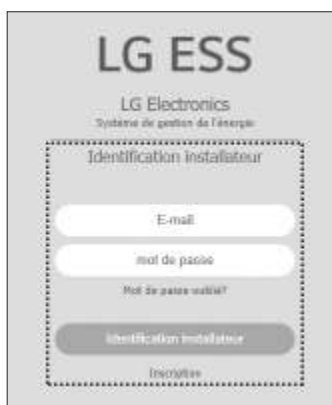 LG ESS
LG Electronics
Système de gestion de l'énergie
Identification installateur
E-mail
mot de passe
Mot de passe oublié?
Identification installateur
Inscription